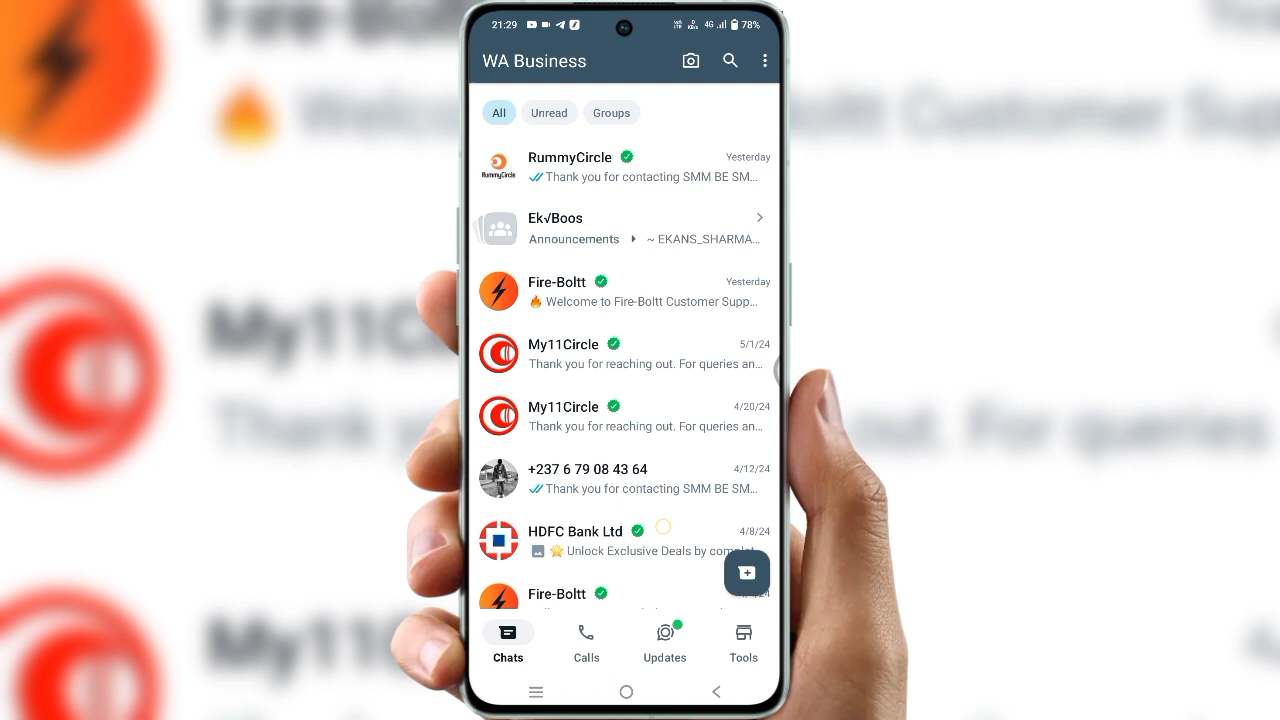 21:29 4G 78%
WA Business
All Unread Groups
RummyCircle Yesterday
RummyCircle
Thank you for contacting SMM BE SM...
Ek√Boos
Announcements ~ EKANS_SHARMA...
Fire-Boltt Yesterday
🔥 Welcome to Fire-Boltt Customer Supp...
My11Circle 5/1/24
Thank you for reaching out. For queries an...
My11Circle 4/20/24
Thank you for reaching out. For queries an...
+237 6 79 08 43 64 4/12/24
Thank you for contacting SMM BE SM...
HDFC Bank Ltd 4/8/24
🌟 Unlock Exclusive Deals by complet
Fire-Boltt
Chats Calls Updates Tools